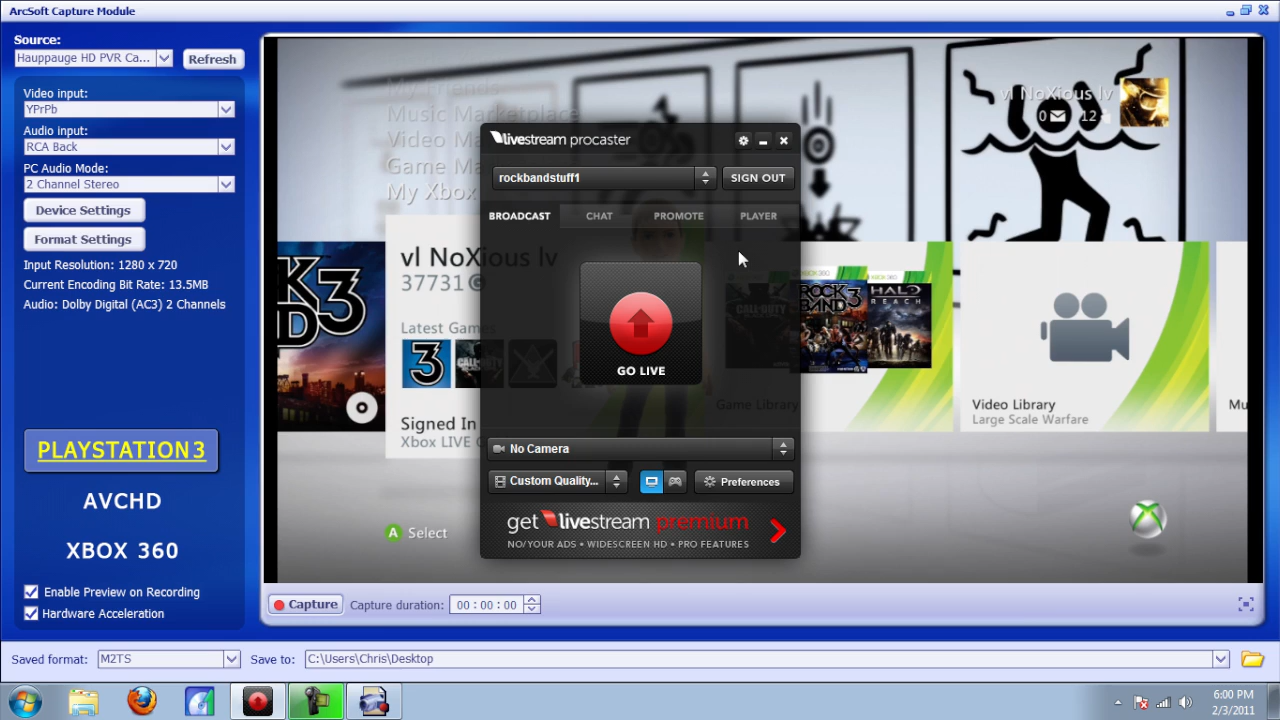 ArcSoft Capture Module
Source:
Hauppauge HD PVR Ca...
Refresh
Video input:
YPrPb
Audio input:
RCA Back
PC Audio Mode:
2 Channel Stereo
Device Settings
Format Settings
Input Resolution: 1280 x 720
Current Encoding Bit Rate: 13.5MB
Audio: Dolby Digital (AC3) 2 Channels
PLAYSTATION3
AVCHD
XBOX 360
Enable Preview on Recording
Hardware Acceleration
My Friends
Music Marketplace
Video Ma
Game Ma
My Xbox
vl NoXious lv
0 12
livestream procaster
rockbandstuff1
SIGN OUT
BROADCAST CHAT PROMOTE PLAYER
vl NoXious lv
37731 G
Latest Games
3
CALL DUTY
Signed In
Xbox LIVE G
GO LIVE
ROCK BAND 3
HALO
REACH
Game Library
Video Library
Large Scale Warfare
Mu
No Camera
Custom Quality...
Preferences
get livestream premium
NO/YOUR ADS • WIDESCREEN HD • PRO FEATURES
A Select
Capture
Capture duration:
00 : 00 : 00
Saved format:
M2TS
Save to:
C:\Users\Chris\Desktop
6:00 PM
2/3/2011